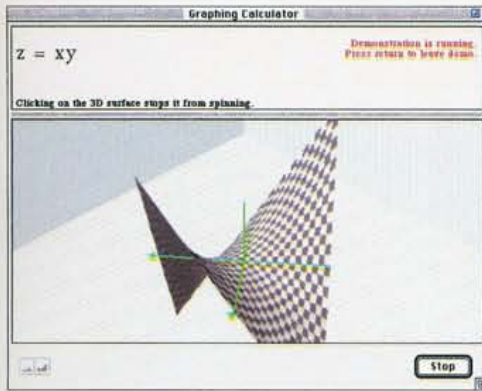 Graphing Calculator
z = xy
Demonstration is running.
Press return to leave demo.
Clicking on the 3D surface stops it from spinning.
Stop